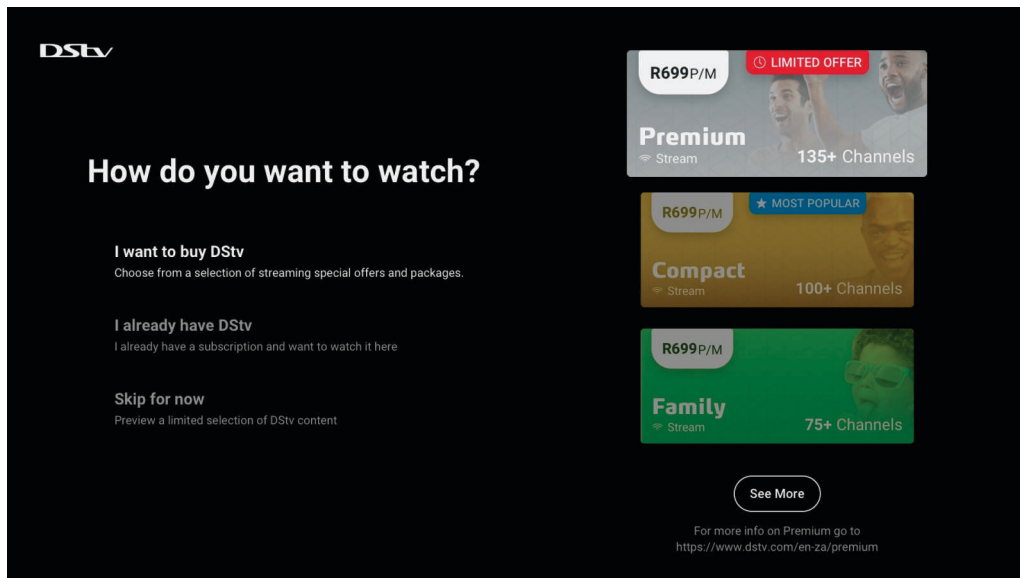 DStv
How do you want to watch?
I want to buy DStv
Choose from a selection of streaming special offers and packages.
I already have DStv
I already have a subscription and want to watch it here
Skip for now
Preview a limited selection of DStv content
R699P/M
LIMITED OFFER
Premium
Stream
135+ Channels
R699P/M
MOST POPULAR
Compact
Stream
100+ Channels
R699P/M
Family
Stream
75+ Channels
See More
For more info on Premium go to
https://www.dstv.com/en-za/premium